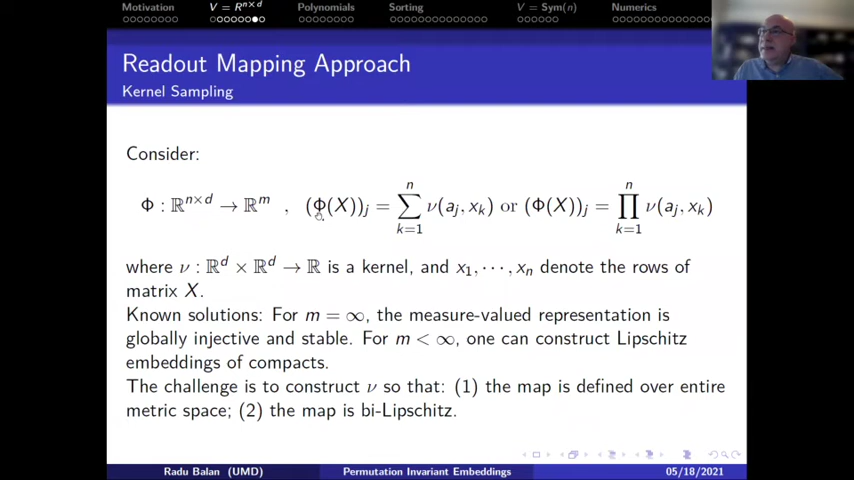 Motivation V = R^{n×d} Polynomials Sorting V = Sym(n) Numerics
Readout Mapping Approach
Kernel Sampling
Consider:
Φ : ℝ^{n×d} → ℝ^m , (Φ(X))_j = ∑_{k=1}^{n} ν(a_j, x_k) or (Φ(X))_j = ∏_{k=1}^{n} ν(a_j, x_k)
where ν : ℝ^d × ℝ^d → ℝ is a kernel, and x_1, ⋯ , x_n denote the rows of
matrix X.
Known solutions: For m = ∞, the measure-valued representation is
globally injective and stable. For m < ∞, one can construct Lipschitz
embeddings of compacts.
The challenge is to construct ν so that: (1) the map is defined over entire
metric space; (2) the map is bi-Lipschitz.
Radu Balan (UMD) Permutation Invariant Embeddings 05/18/2021